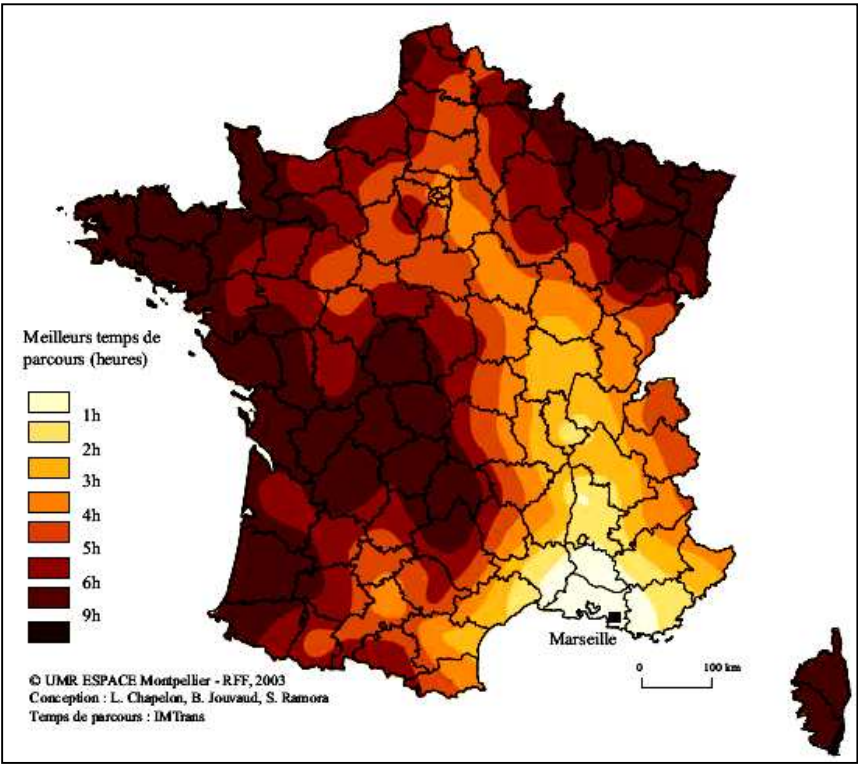 Meilleurs temps de
parcours (heures)
1h
2h
3h
4h
5h
6h
9h
Marseille
0 100 km
© UMR ESPACE Montpellier - RFF, 2003
Conception : L. Chapelon, B. Jouvaud, S. Ramora
Temps de parcours : IMTrans